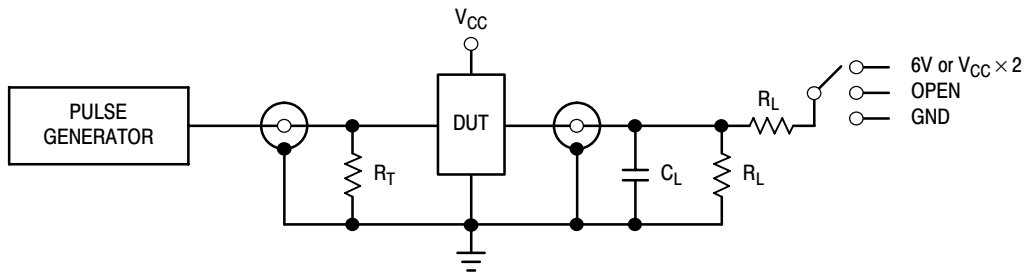 V_CC
PULSE
GENERATOR
DUT
R_T
C_L
R_L
R_L
6V or V_CC × 2
OPEN
GND